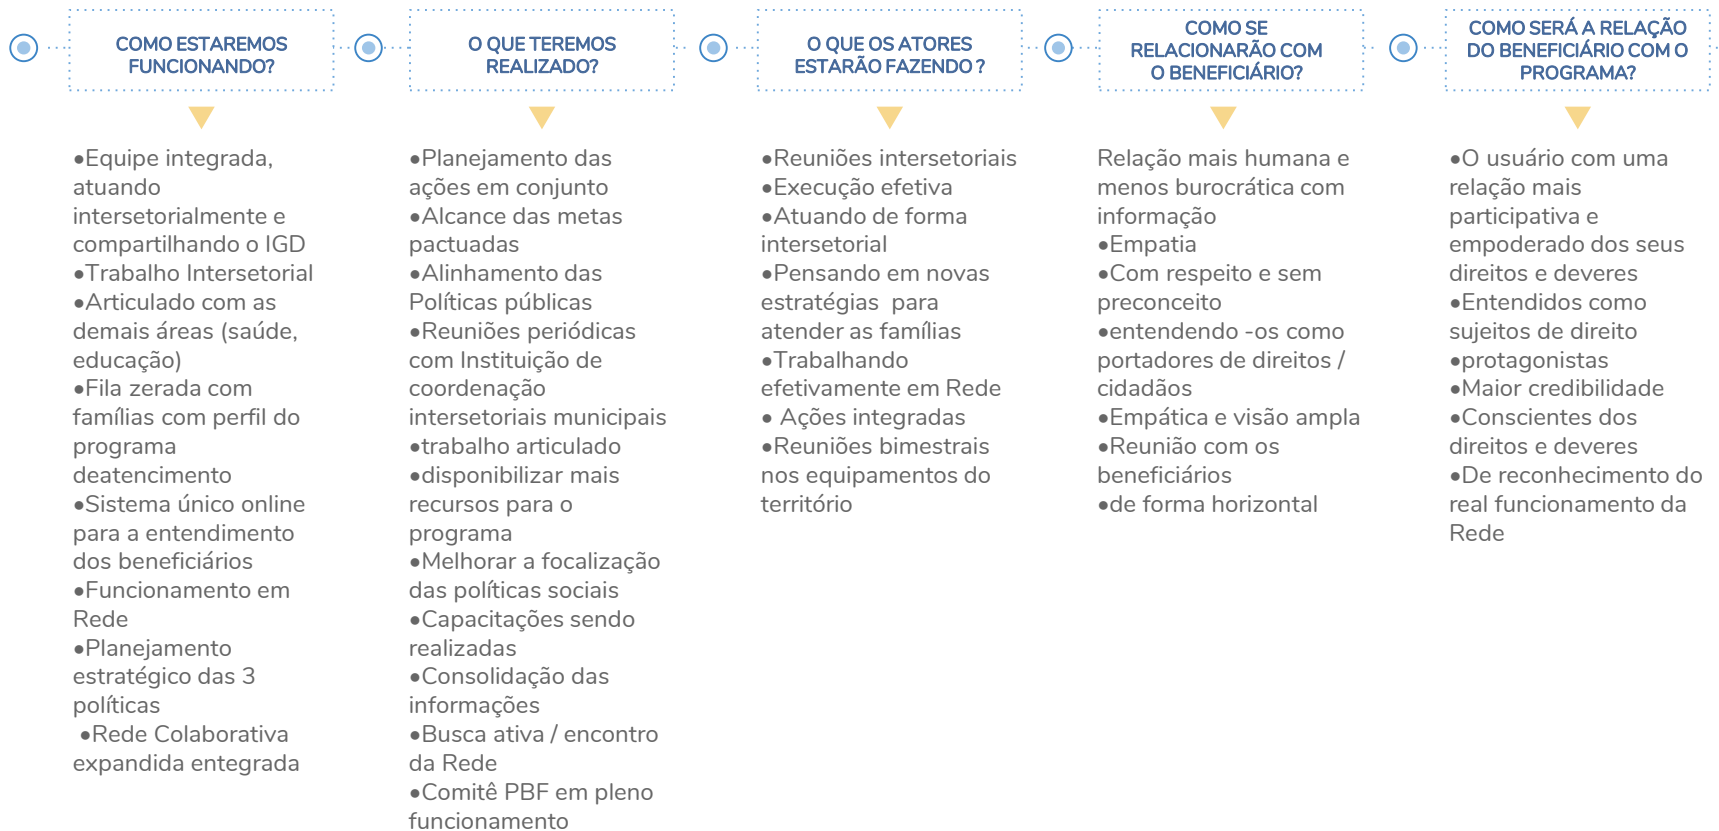 COMO ESTAREMOS
FUNCIONANDO?
•Equipe integrada,
atuando
intersetorialmente e
compartilhando o IGD
•Trabalho Intersetorial
•Articulado com as
demais áreas (saúde,
educação)
•Fila zerada com
famílias com perfil do
programa
deatencimento
•Sistema único online
para a entendimento
dos beneficiários
•Funcionamento em
Rede
•Planejamento
estratégico das 3
políticas
•Rede Colaborativa
expandida entegrada
O QUE TEREMOS
REALIZADO?
•Planejamento das
ações em conjunto
•Alcance das metas
pactuadas
•Alinhamento das
Políticas públicas
•Reuniões periódicas
com Instituição de
coordenação
intersetoriais municipais
•trabalho articulado
•disponibilizar mais
recursos para o
programa
•Melhorar a focalização
das políticas sociais
•Capacitações sendo
realizadas
•Consolidação das
informações
•Busca ativa / encontro
da Rede
•Comitê PBF em pleno
funcionamento
O QUE OS ATORES
ESTARÃO FAZENDO ?
•Reuniões intersetoriais
•Execução efetiva
•Atuando de forma
intersetorial
•Pensando em novas
estratégias  para
atender as famílias
•Trabalhando
efetivamente em Rede
• Ações integradas
•Reuniões bimestrais
nos equipamentos do
território
COMO SE
RELACIONARÃO COM
O BENEFICIÁRIO?
Relação mais humana e
menos burocrática com
informação
•Empatia
•Com respeito e sem
preconceito
•entendendo -os como
portadores de direitos /
cidadãos
•Empática e visão ampla
•Reunião com os
beneficiários
•de forma horizontal
COMO SERÁ A RELAÇÃO
DO BENEFICIÁRIO COM O
PROGRAMA?
•O usuário com uma
relação mais
participativa e
empoderado dos seus
direitos e deveres
•Entendidos como
sujeitos de direito
•protagonistas
•Maior credibilidade
•Conscientes dos
direitos e deveres
•De reconhecimento do
real funcionamento da
Rede